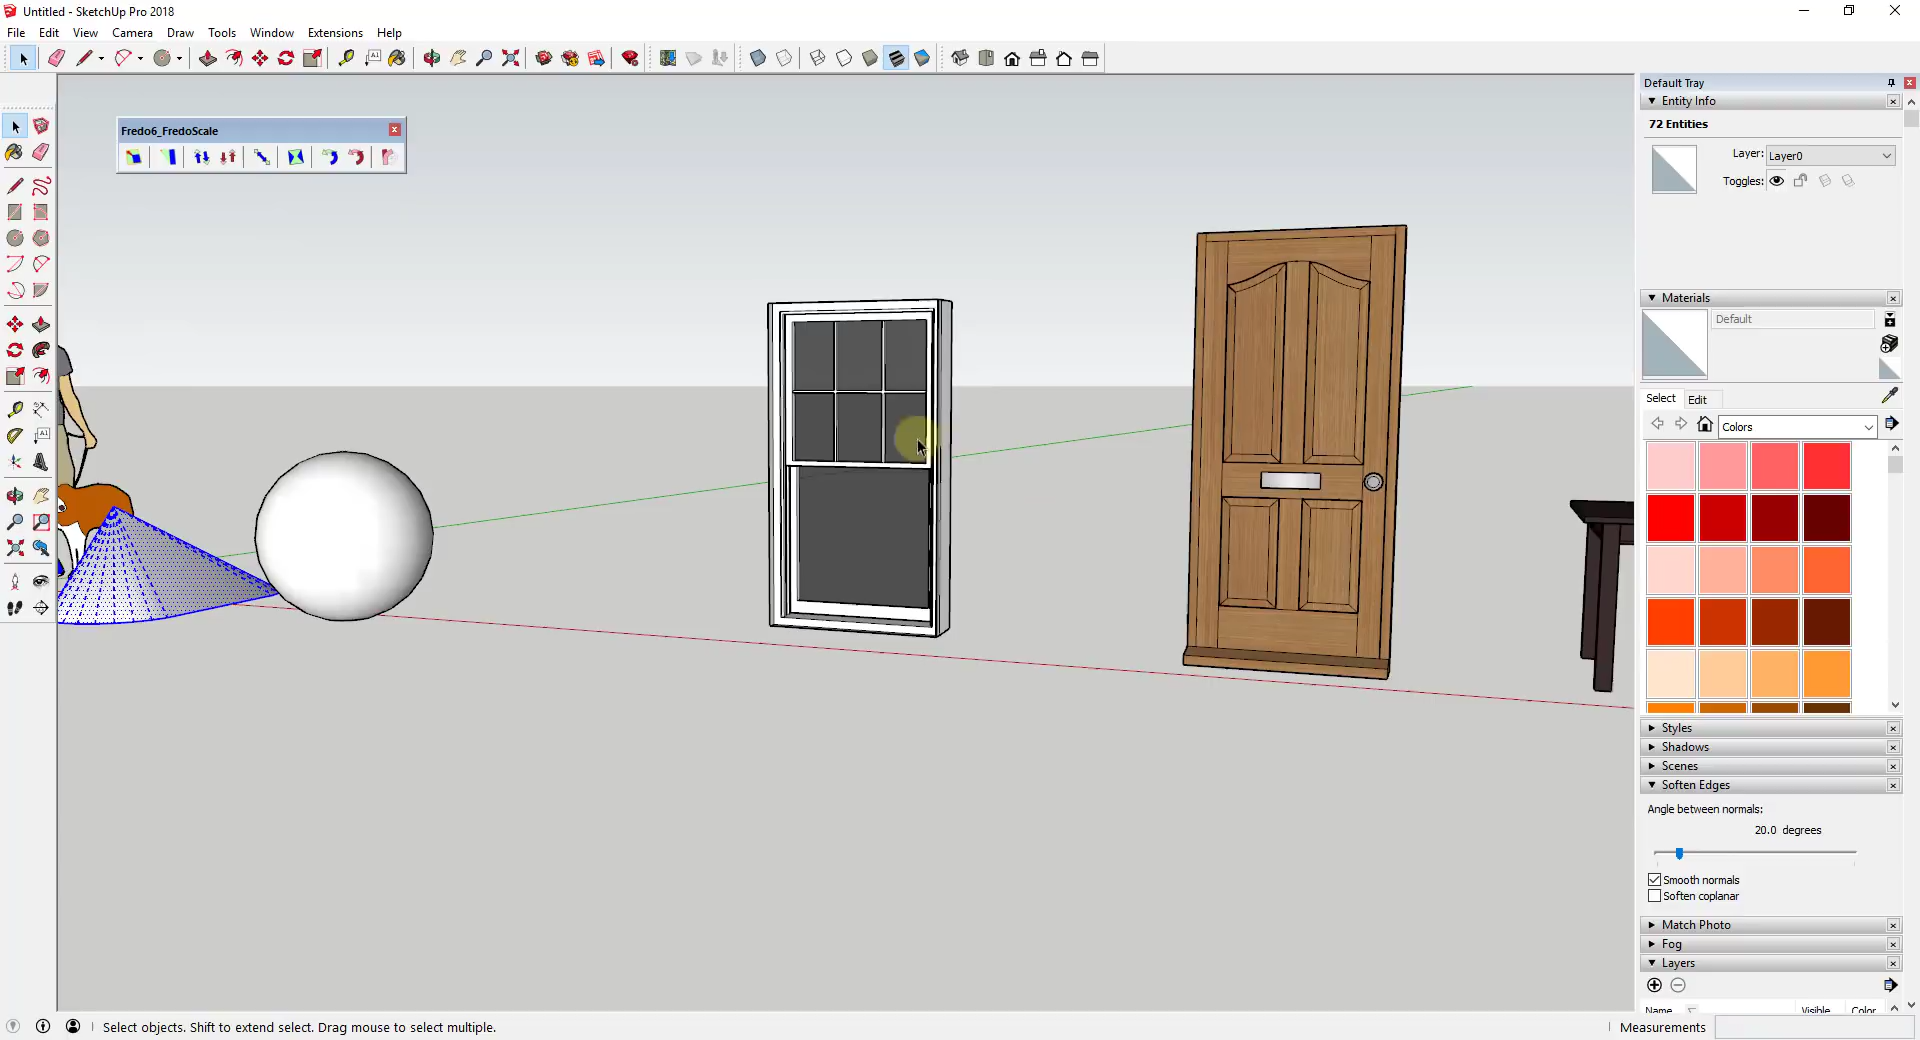 Untitled - SketchUp Pro 2018
File Edit View Camera Draw Tools Window Extensions Help
Default Tray
Entity Info
72 Entities
Layer: Layer0
Toggles:
Fredo6_FredoScale
Materials
Default
Select Edit
Colors
Styles
Shadows
Scenes
Soften Edges
Angle between normals:
20.0 degrees
Smooth normals
Soften coplanar
Match Photo
Fog
Layers
Name Visible Color
Select objects. Shift to extend select. Drag mouse to select multiple.
Measurements